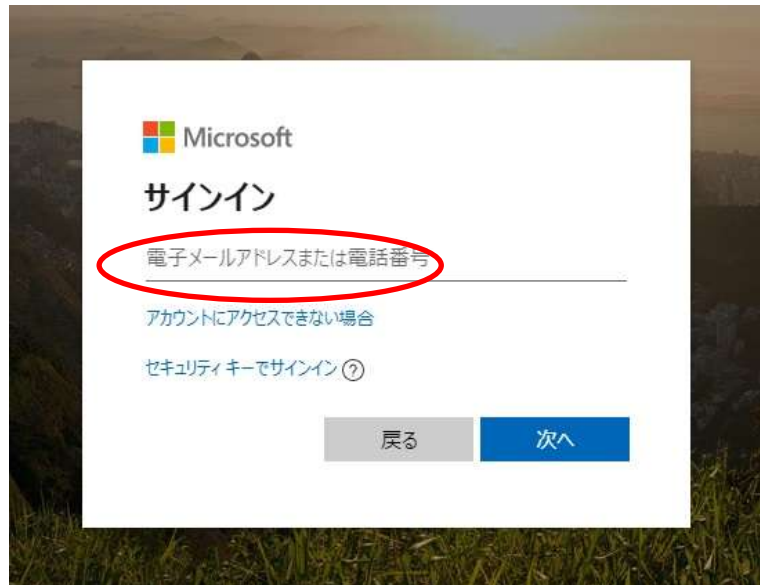 Microsoft
サインイン
電子メールアドレスまたは電話番号
アカウントにアクセスできない場合
セキュリティ キーでサインイン ?
戻る
次へ